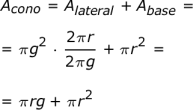 A_cono = A_lateral + A_base =
= πg² · 2πr / 2πg + πr² =
= πrg + πr²